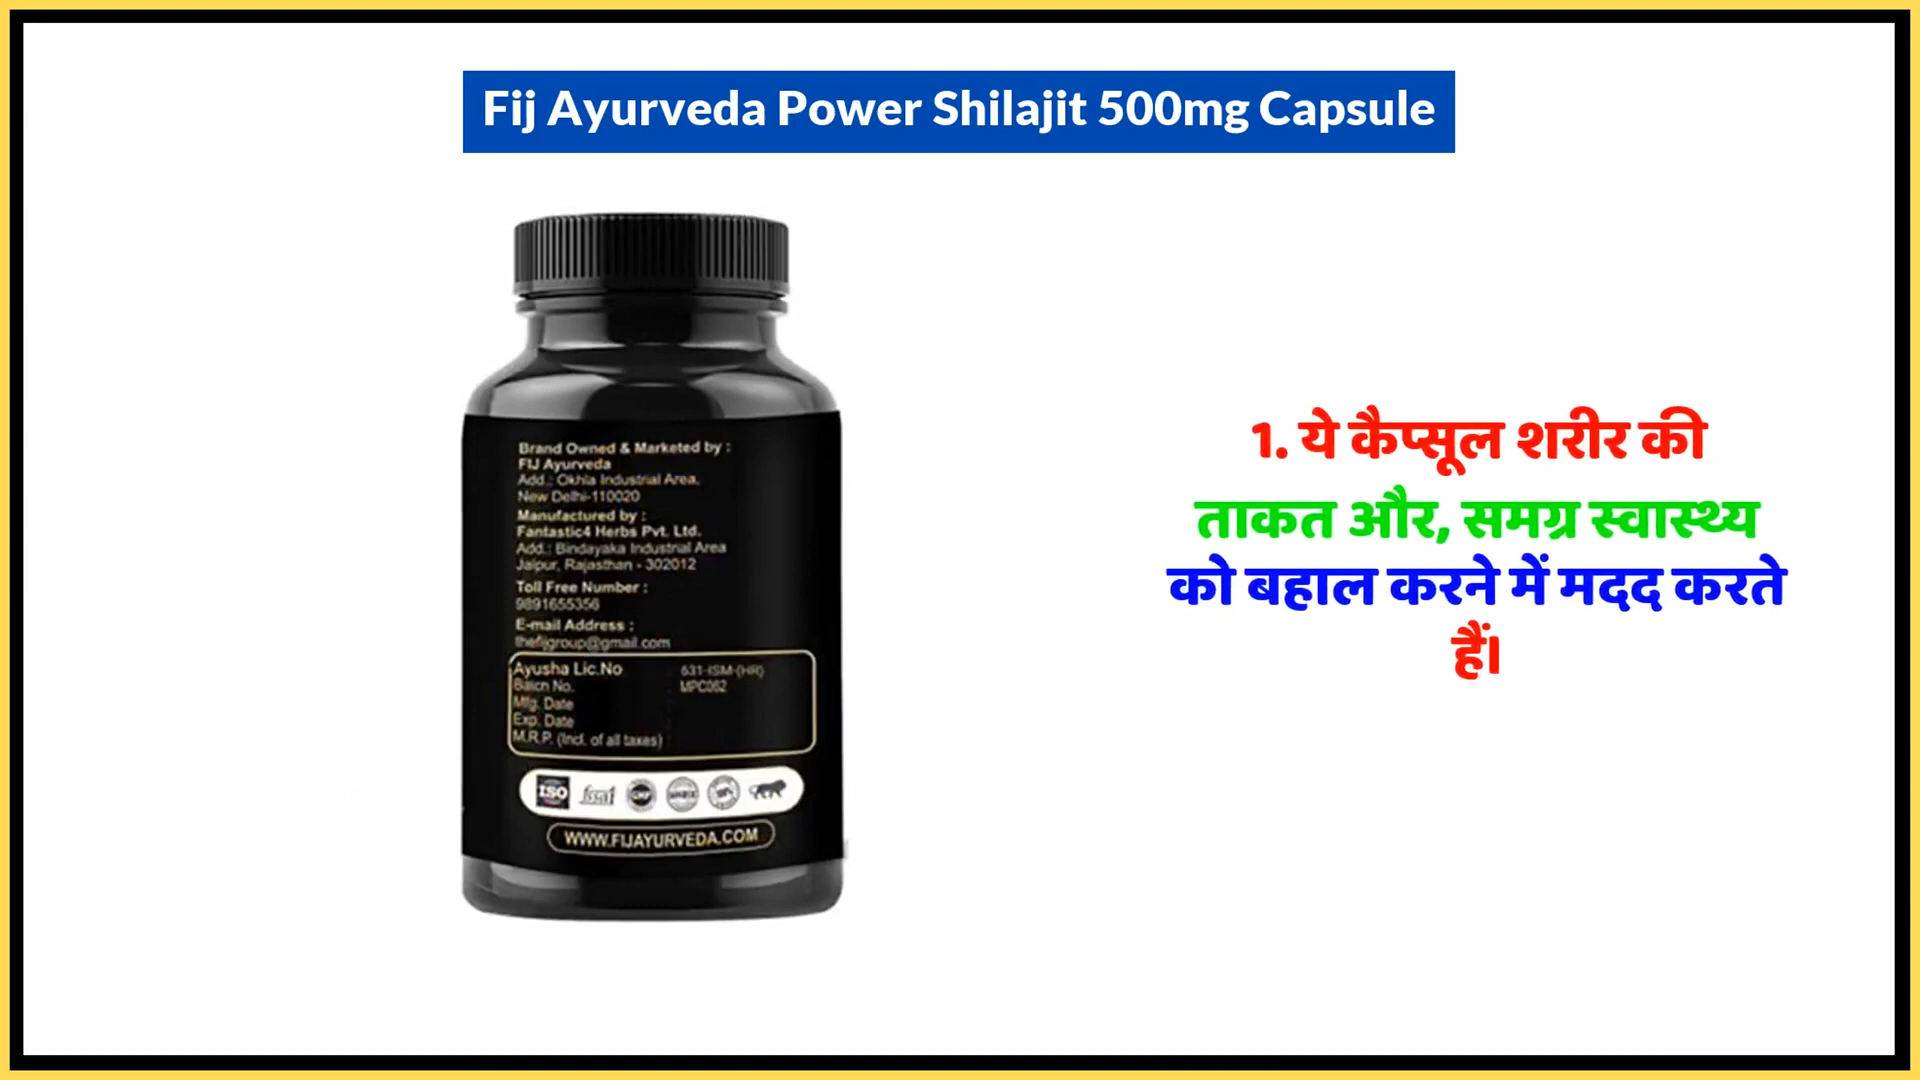 Fij Ayurveda Power Shilajit 500mg Capsule
Brand Owned & Marketed by :
FIJ Ayurveda
Add.: Okhla Industrial Area,
New Delhi-110020
Manufactured by :
Fantastic4 Herbs Pvt. Ltd.
Add.: Bindayaka Industrial Area
Jaipur, Rajasthan - 302012
Toll Free Number :
9891655356
E-mail Address :
thefijgroup@gmail.com
Ayusha Lic.No 631-ISM-(HR)
Batch No. MPC062
Mfg. Date
Exp. Date
M.R.P. (Incl. of all taxes)
ISO fssai GMP
WWW.FIJAYURVEDA.COM
1. ये कैप्सूल शरीर की
ताकत और, समग्र स्वास्थ्य
को बहाल करने में मदद करते
हैं।